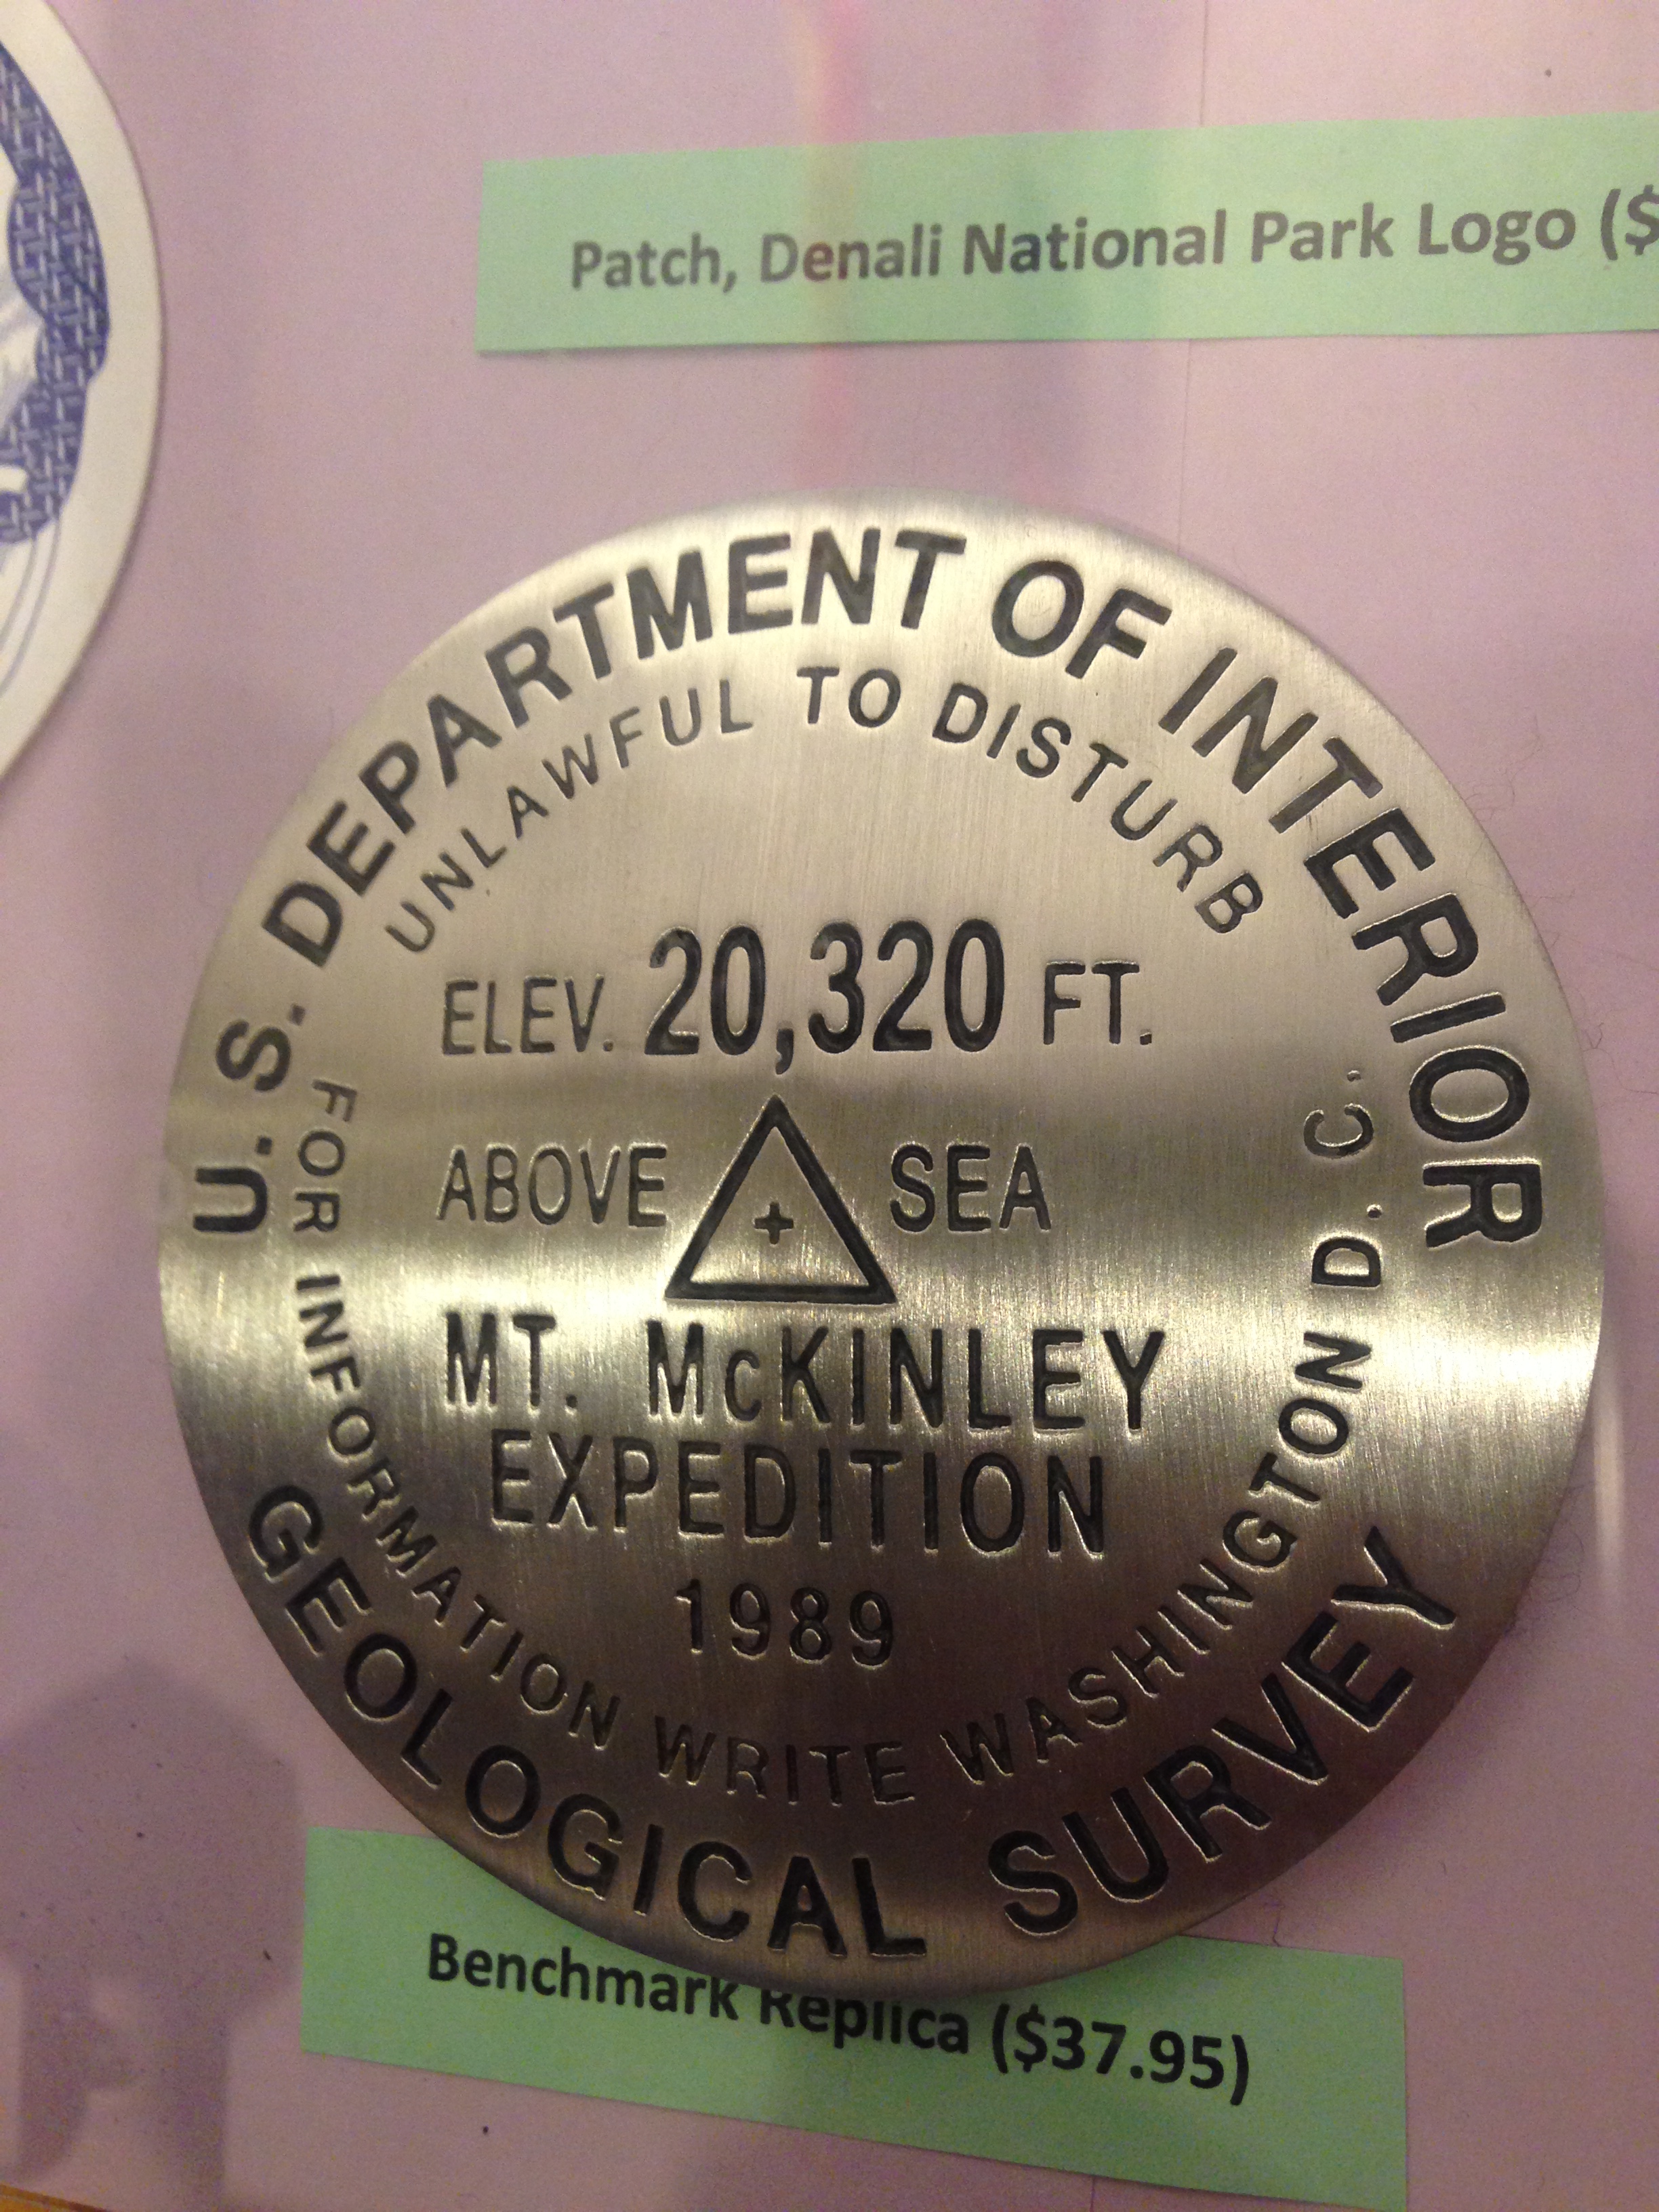 Patch, Denali National Park Logo ($
U.S. DEPARTMENT OF INTERIOR
UNLAWFUL TO DISTURB
ELEV. 20,320 FT.
ABOVE SEA
MT. McKINLEY
EXPEDITION
1989
FOR INFORMATION WRITE WASHINGTON D. C.
GEOLOGICAL SURVEY
Benchmark Replica ($37.95)